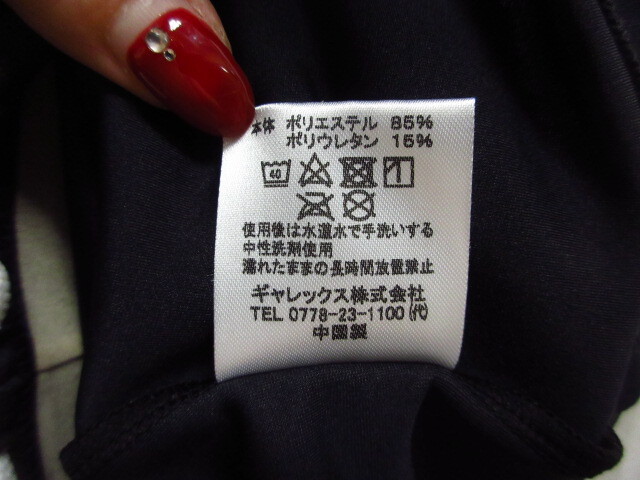 本体 ポリエステル 85%
ポリウレタン 15%
40
使用後は水道水で手洗いする
中性洗剤使用
濡れたままの長時間放置禁止
ギャレックス株式会社
TEL 0778-23-1100(代)
中国製